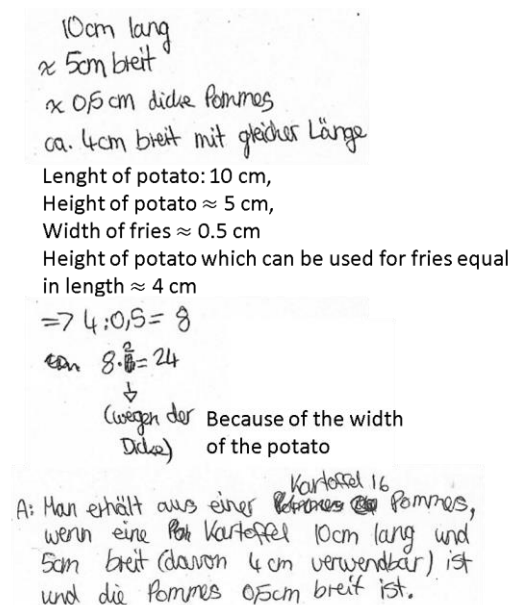 10cm lang
≈ 5cm breit
≈ 0,5 cm dicke Pommes
ca. 4cm breit mit gleicher Länge
Lenght of potato: 10 cm,
Height of potato ≈ 5 cm,
Width of fries ≈ 0.5 cm
Height of potato which can be used for fries equal
in length ≈ 4 cm
=> 4:0,5= 8
8·2=24
(wegen der Dicke)
Because of the width
of the potato
A: Man erhält aus einer Kartoffel 16 Pommes,
wenn eine Kartoffel 10cm lang und
5cm breit (davon 4cm verwendbar) ist
und die Pommes 0,5cm breit ist.